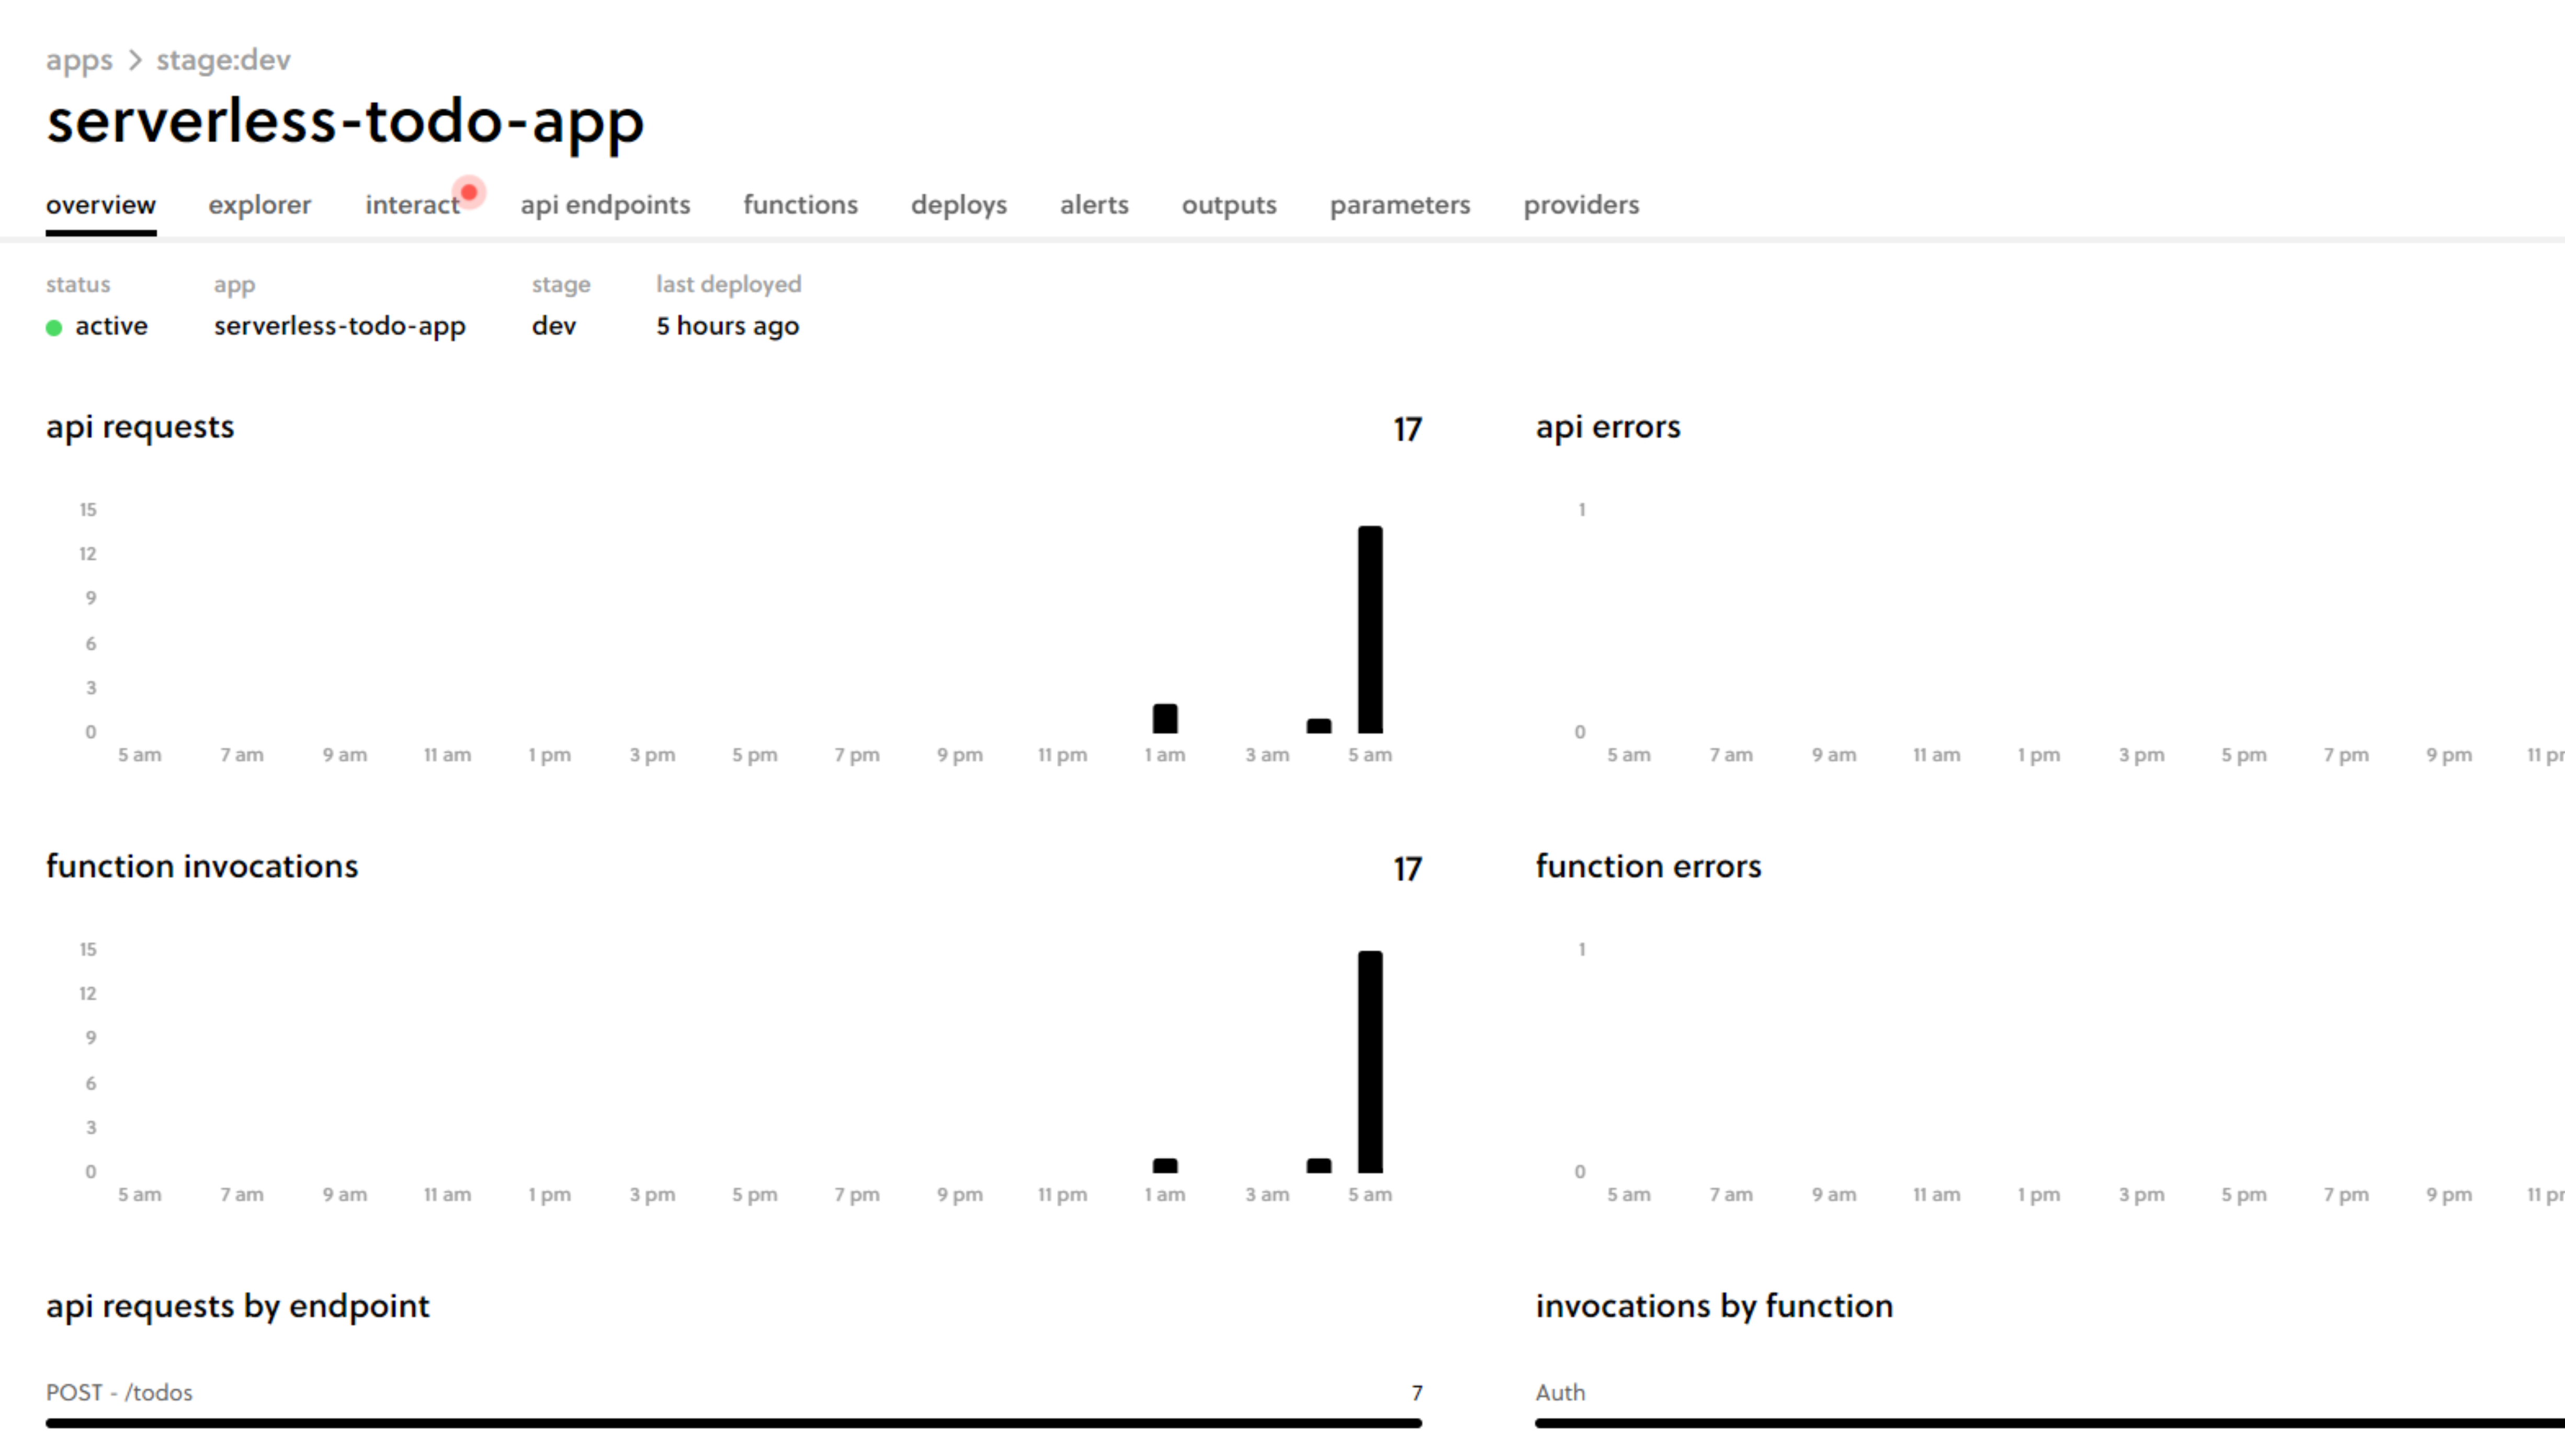 apps > stage:dev
serverless-todo-app
overview explorer interact api endpoints functions deploys alerts outputs parameters providers
status app stage last deployed
active serverless-todo-app dev 5 hours ago
api requests 17
15
12
9
6
3
0
5 am 7 am 9 am 11 am 1 pm 3 pm 5 pm 7 pm 9 pm 11 pm 1 am 3 am 5 am
api errors
1
0
5 am 7 am 9 am 11 am 1 pm 3 pm 5 pm 7 pm 9 pm 11
function invocations 17
15
12
9
6
3
0
5 am 7 am 9 am 11 am 1 pm 3 pm 5 pm 7 pm 9 pm 11 pm 1 am 3 am 5 am
function errors
1
0
5 am 7 am 9 am 11 am 1 pm 3 pm 5 pm 7 pm 9 pm 11
api requests by endpoint
POST - /todos 7
invocations by function
Auth